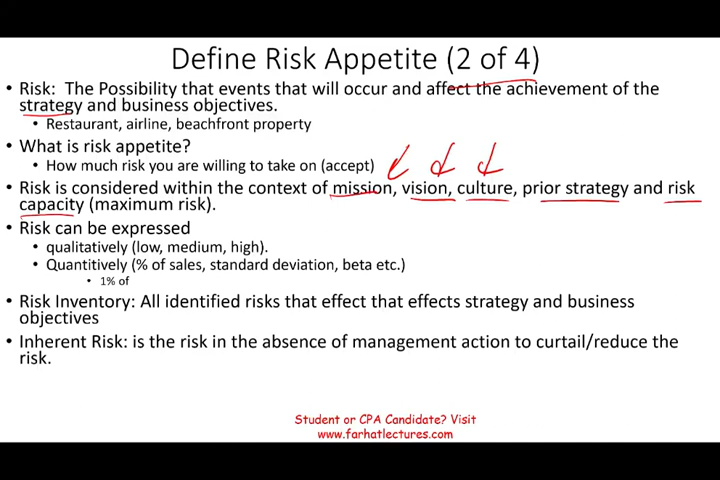 Define Risk Appetite (2 of 4)
• Risk: The Possibility that events that will occur and affect the achievement of the
strategy and business objectives.
• Restaurant, airline, beachfront property
• What is risk appetite?
• How much risk you are willing to take on (accept)
• Risk is considered within the context of mission, vision, culture, prior strategy and risk
capacity (maximum risk).
• Risk can be expressed
• qualitatively (low, medium, high).
• Quantitively (% of sales, standard deviation, beta etc.)
• 1% of
• Risk Inventory: All identified risks that effect that effects strategy and business
objectives
• Inherent Risk: is the risk in the absence of management action to curtail/reduce the
risk.
Student or CPA Candidate? Visit
www.farhatlectures.com